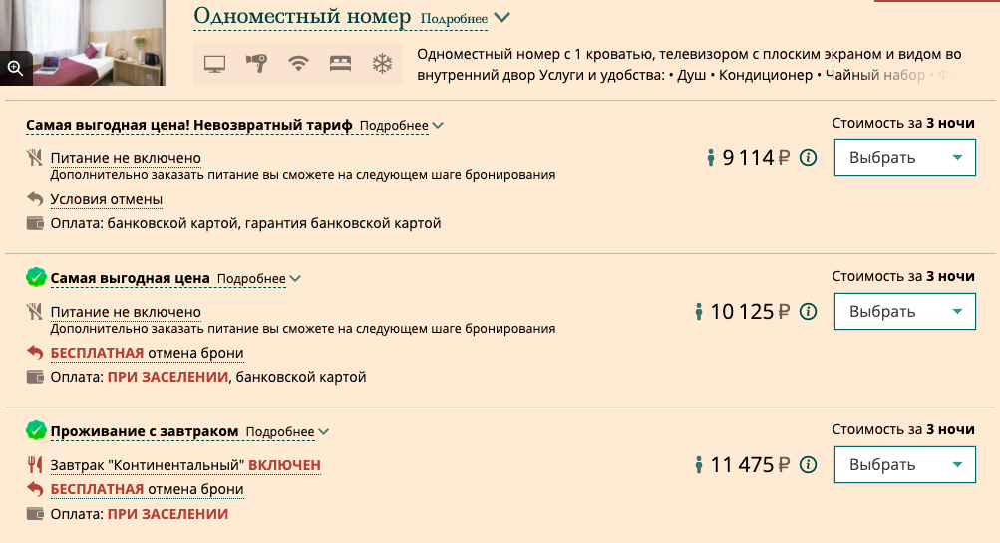 Одноместный номер Подробнее
Одноместный номер с 1 кроватью, телевизором с плоским экраном и видом во
внутренний двор Услуги и удобства: • Душ • Кондиционер • Чайный набор •
Самая выгодная цена! Невозвратный тариф Подробнее
Стоимость за 3 ночи
Питание не включено
Дополнительно заказать питание вы сможете на следующем шаге бронирования
9 114 ₽
Выбрать
Условия отмены
Оплата: банковской картой, гарантия банковской картой
Самая выгодная цена Подробнее
Стоимость за 3 ночи
Питание не включено
Дополнительно заказать питание вы сможете на следующем шаге бронирования
10 125 ₽
Выбрать
БЕСПЛАТНАЯ отмена брони
Оплата: ПРИ ЗАСЕЛЕНИИ, банковской картой
Проживание с завтраком Подробнее
Стоимость за 3 ночи
Завтрак "Континентальный" ВКЛЮЧЕН
11 475 ₽
Выбрать
БЕСПЛАТНАЯ отмена брони
Оплата: ПРИ ЗАСЕЛЕНИИ